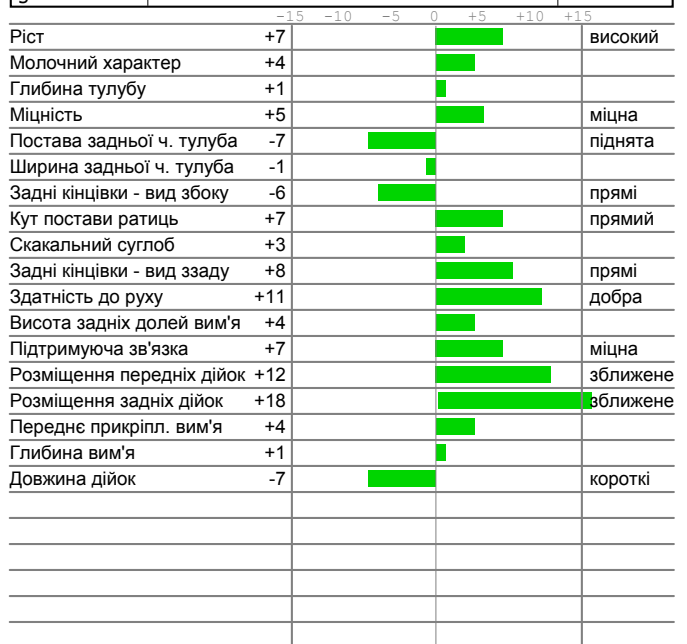 -15 -10 -5 0 +5 +10 +15
Ріст +7 високий
Молочний характер +4
Глибина тулубу +1
Міцність +5 міцна
Постава задньої ч. тулуба -7 піднята
Ширина задньої ч. тулуба -1
Задні кінцівки - вид збоку -6 прямі
Кут постави ратиць +7 прямий
Скакальний суглоб +3
Задні кінцівки - вид ззаду +8 прямі
Здатність до руху +11 добра
Висота задніх долей вим'я +4
Підтримуюча зв'язка +7 міцна
Розміщення передніх дійок +12 зближене
Розміщення задніх дійок +18 зближене
Переднє прикріпл. вим'я +4
Глибина вим'я +1
Довжина дійок -7 короткі